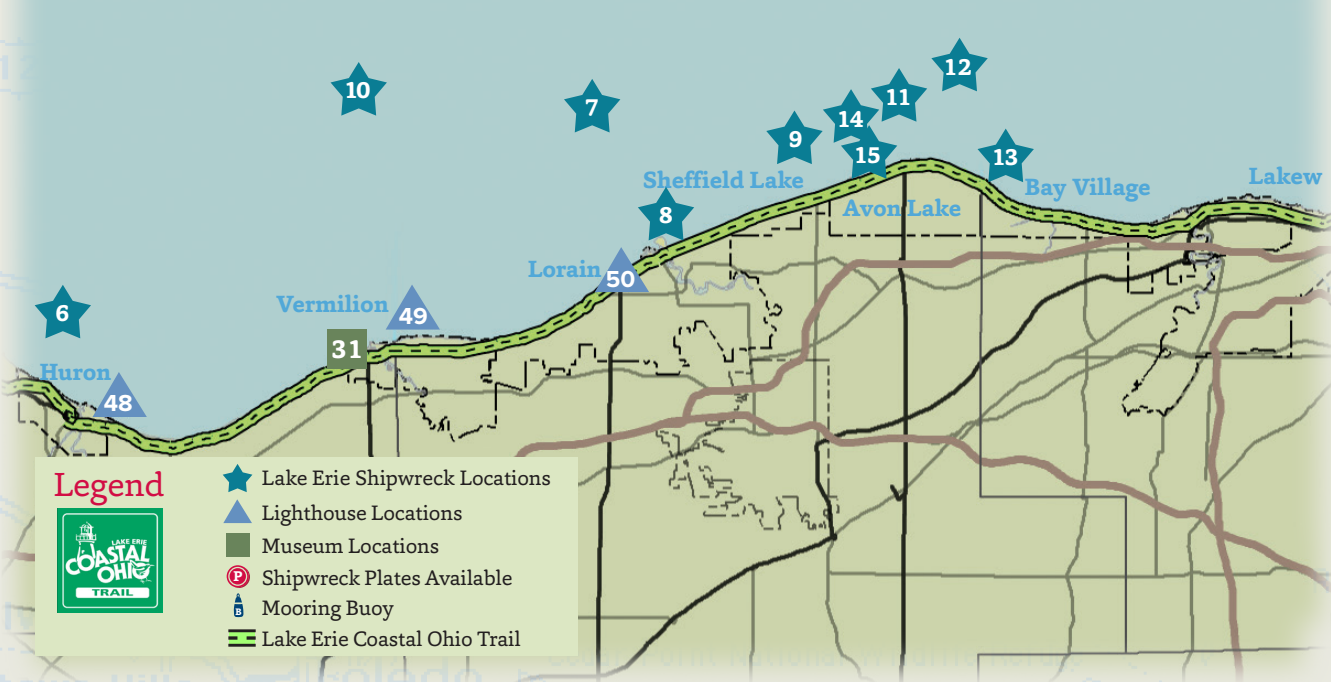 12
11
10
7
14
9
15
13
Sheffield Lake
Bay Village
Lakew
8
Avon Lake
Lorain
50
Vermilion
49
6
31
Huron
48
Legend
LAKE ERIE
COASTAL
OHIO
TRAIL
Lake Erie Shipwreck Locations
Lighthouse Locations
Museum Locations
P Shipwreck Plates Available
B Mooring Buoy
Lake Erie Coastal Ohio Trail